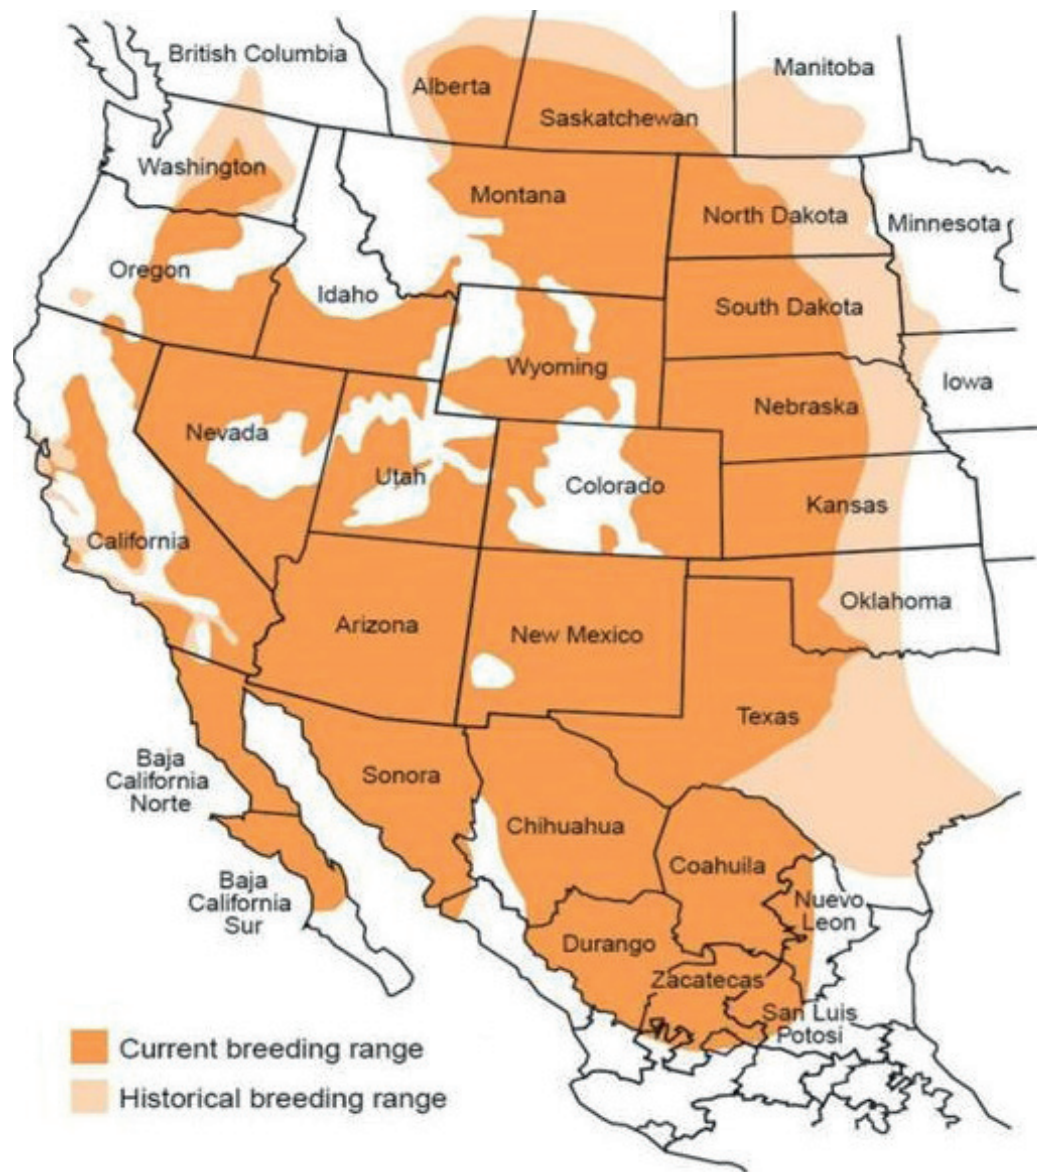 British Columbia
Alberta
Manitoba
Saskatchewan
Washington
Montana
North Dakota
Minnesota
Oregon
Idaho
South Dakota
Wyoming
Iowa
Nebraska
Nevada
Utah
Colorado
Kansas
California
Arizona
New Mexico
Oklahoma
Texas
Baja
California
Norte
Sonora
Chihuahua
Coahuila
Baja
California
Sur
Nuevo
Leon
Durango
Zacatecas
San Luis
Potosi
Current breeding range
Historical breeding range